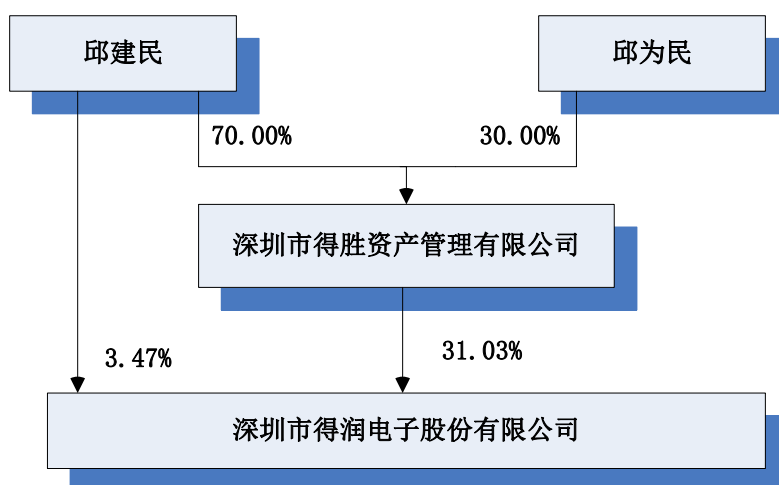 邱建民
邱为民
70.00%
30.00%
深圳市得胜资产管理有限公司
3.47%
31.03%
深圳市得润电子股份有限公司